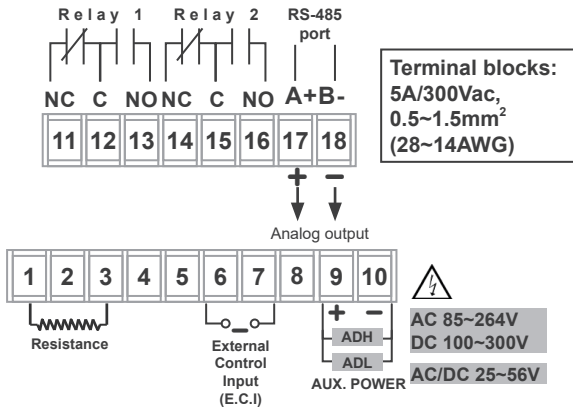 Relay 1 Relay 2 RS-485
port
NC C NO NC C NO A+ B-
11 12 13 14 15 16 17 18
+ −
Analog output
Terminal blocks:
5A/300Vac,
0.5~1.5mm²
(28~14AWG)
1 2 3 4 5 6 7 8 9 10
Resistance
External
Control
Input
(E.C.I)
+ −
ADH
ADL
AUX. POWER
AC 85~264V
DC 100~300V
AC/DC 25~56V